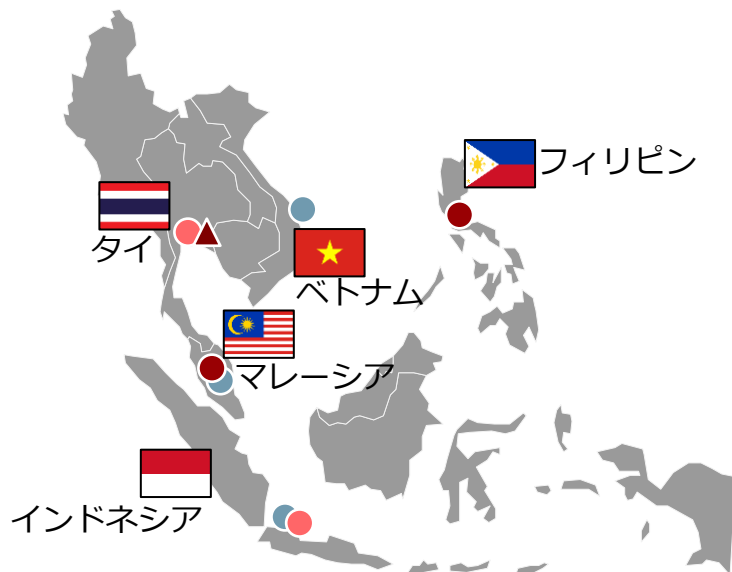 フィリピン
タイ
ベトナム
マレーシア
インドネシア